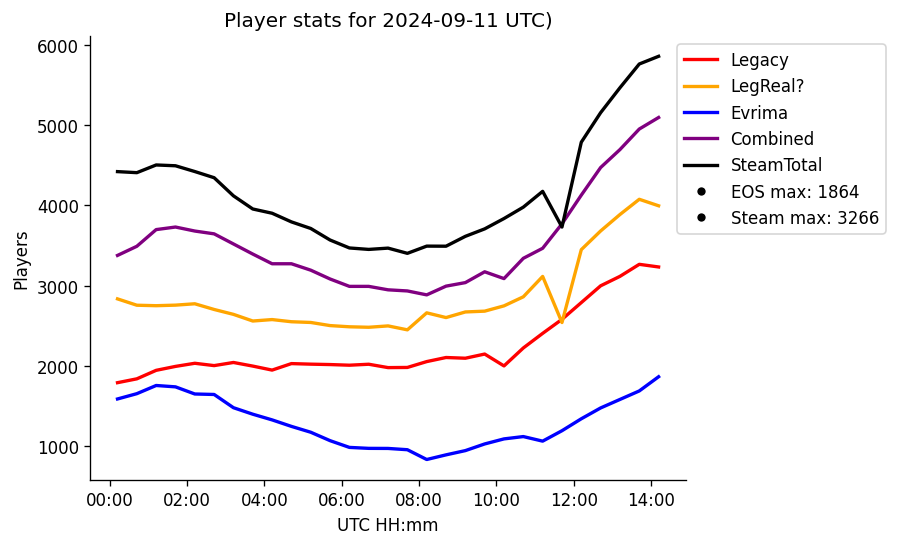 Player stats for 2024-09-11 UTC)
6000
5000
4000
3000
2000
1000
Players
00:00 02:00 04:00 06:00 08:00 10:00 12:00 14:00
UTC HH:mm
Legacy
LegReal?
Evrima
Combined
SteamTotal
EOS max: 1864
Steam max: 3266